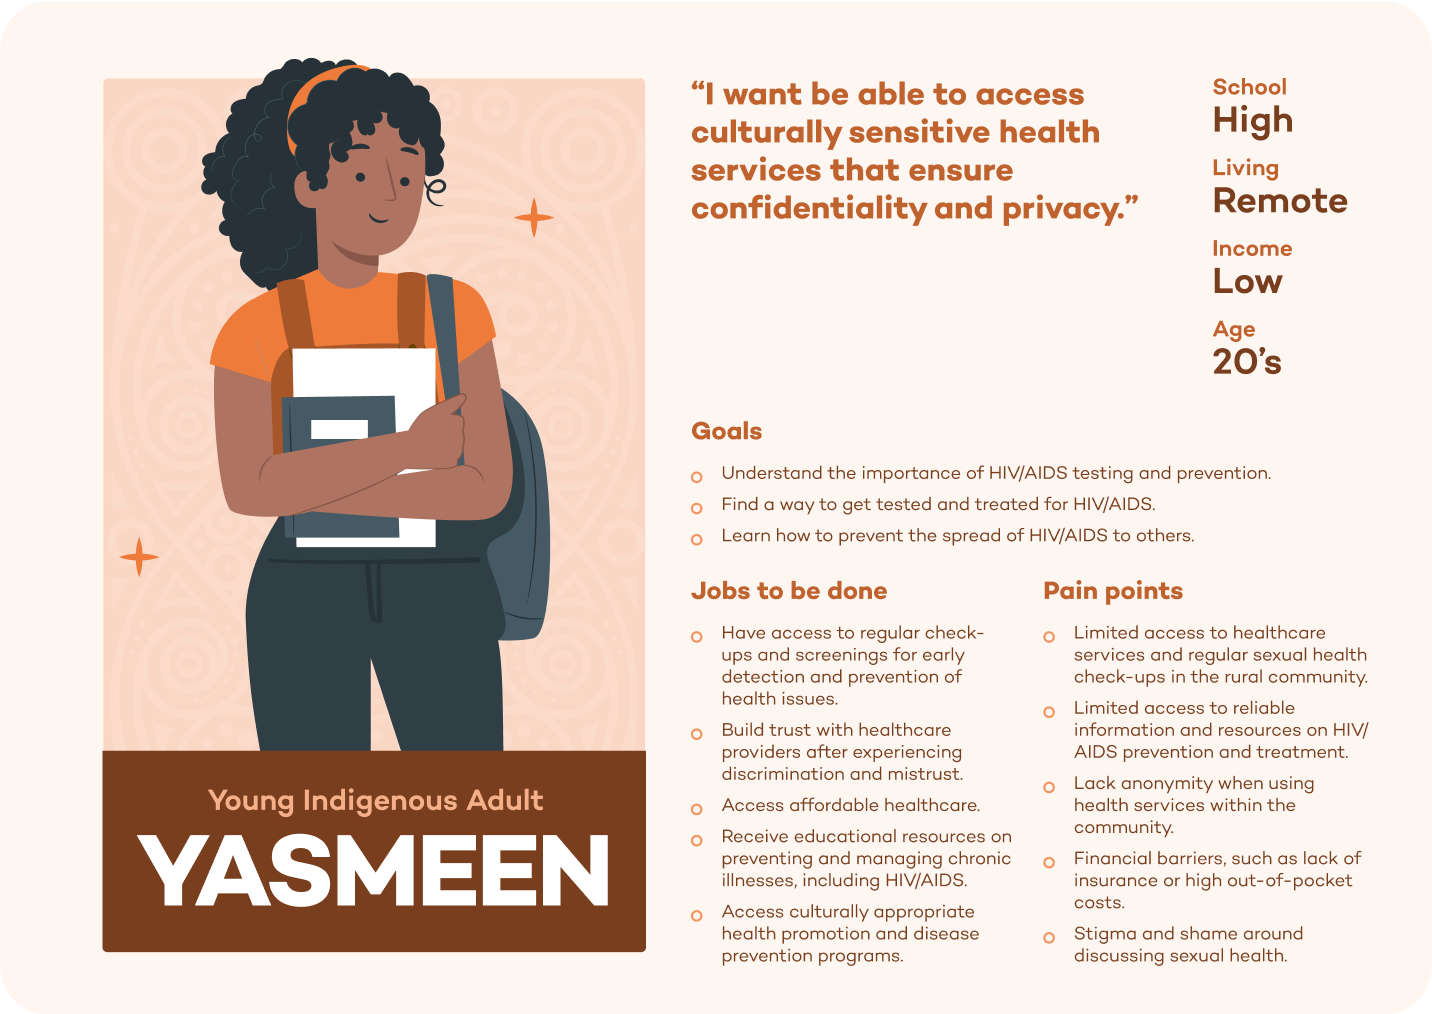 “I want be able to access
culturally sensitive health
services that ensure
confidentiality and privacy.”
School
High
Living
Remote
Income
Low
Age
20’s
Goals
Understand the importance of HIV/AIDS testing and prevention.
Find a way to get tested and treated for HIV/AIDS.
Learn how to prevent the spread of HIV/AIDS to others.
Jobs to be done
Have access to regular check-
ups and screenings for early
detection and prevention of
health issues.
Build trust with healthcare
providers after experiencing
discrimination and mistrust.
Access affordable healthcare.
Receive educational resources on
preventing and managing chronic
illnesses, including HIV/AIDS.
Access culturally appropriate
health promotion and disease
prevention programs.
Pain points
Limited access to healthcare
services and regular sexual health
check-ups in the rural community.
Limited access to reliable
information and resources on HIV/
AIDS prevention and treatment.
Lack anonymity when using
health services within the
community.
Financial barriers, such as lack of
insurance or high out-of-pocket
costs.
Stigma and shame around
discussing sexual health.
Young Indigenous Adult
YASMEEN